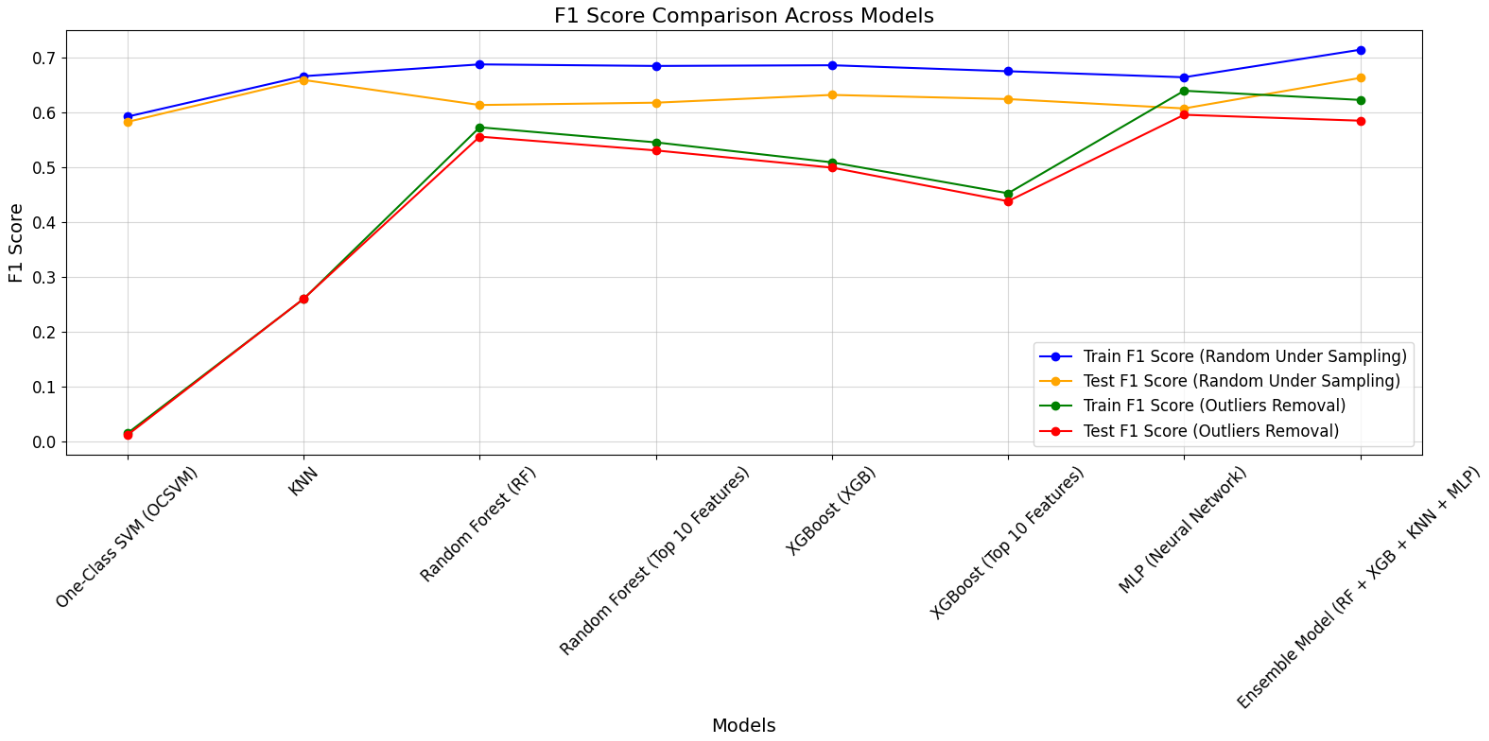 F1 Score Comparison Across Models
F1 Score
0.7
0.6
0.5
0.4
0.3
0.2
0.1
0.0
Train F1 Score (Random Under Sampling)
Test F1 Score (Random Under Sampling)
Train F1 Score (Outliers Removal)
Test F1 Score (Outliers Removal)
One-Class SVM (OCSVM)
KNN
Random Forest (RF)
Random Forest (Top 10 Features)
XGBoost (XGB)
XGBoost (Top 10 Features)
MLP (Neural Network)
Ensemble Model (RF + XGB + KNN + MLP)
Models